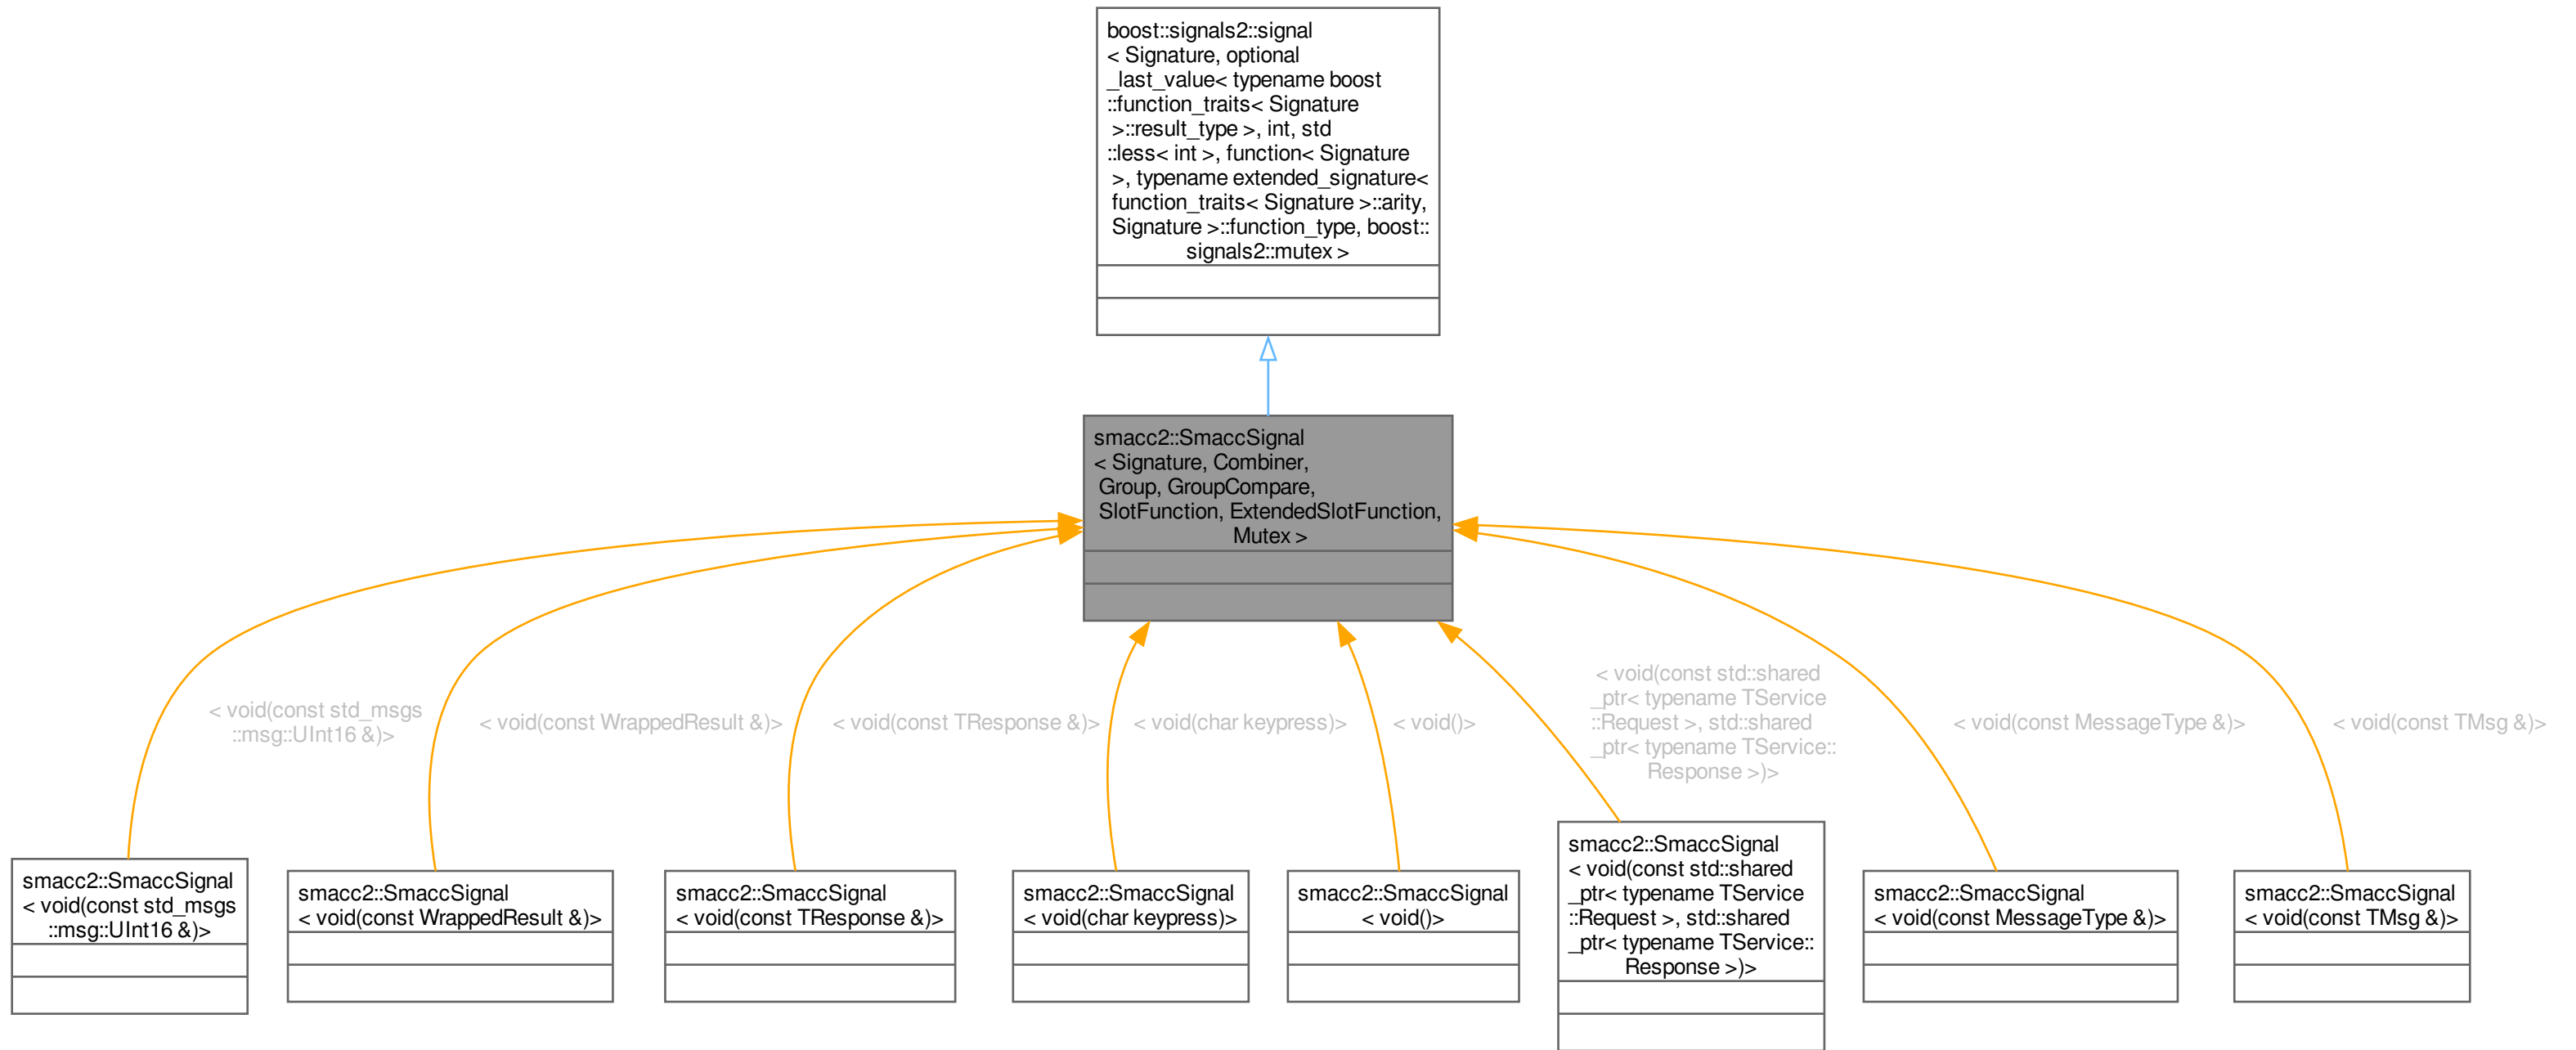 boost::signals2::signal
< Signature, optional
_last_value< typename boost
::function_traits< Signature
>::result_type >, int, std
::less< int >, function< Signature
>, typename extended_signature<
function_traits< Signature >::arity,
Signature >::function_type, boost::
signals2::mutex >
smacc2::SmaccSignal
< Signature, Combiner,
Group, GroupCompare,
SlotFunction, ExtendedSlotFunction,
Mutex >
< void(const std_msgs
::msg::UInt16 &)>
< void(const WrappedResult &)>
< void(const TResponse &)>
< void(char keypress)>
< void()>
< void(const std::shared
_ptr< typename TService
::Request >, std::shared
_ptr< typename TService::
Response >)>
< void(const MessageType &)>
< void(const TMsg &)>
smacc2::SmaccSignal
< void(const std_msgs
::msg::UInt16 &)>
smacc2::SmaccSignal
< void(const WrappedResult &)>
smacc2::SmaccSignal
< void(const TResponse &)>
smacc2::SmaccSignal
< void(char keypress)>
smacc2::SmaccSignal
< void()>
smacc2::SmaccSignal
< void(const std::shared
_ptr< typename TService
::Request >, std::shared
_ptr< typename TService::
Response >)>
smacc2::SmaccSignal
< void(const MessageType &)>
smacc2::SmaccSignal
< void(const TMsg &)>